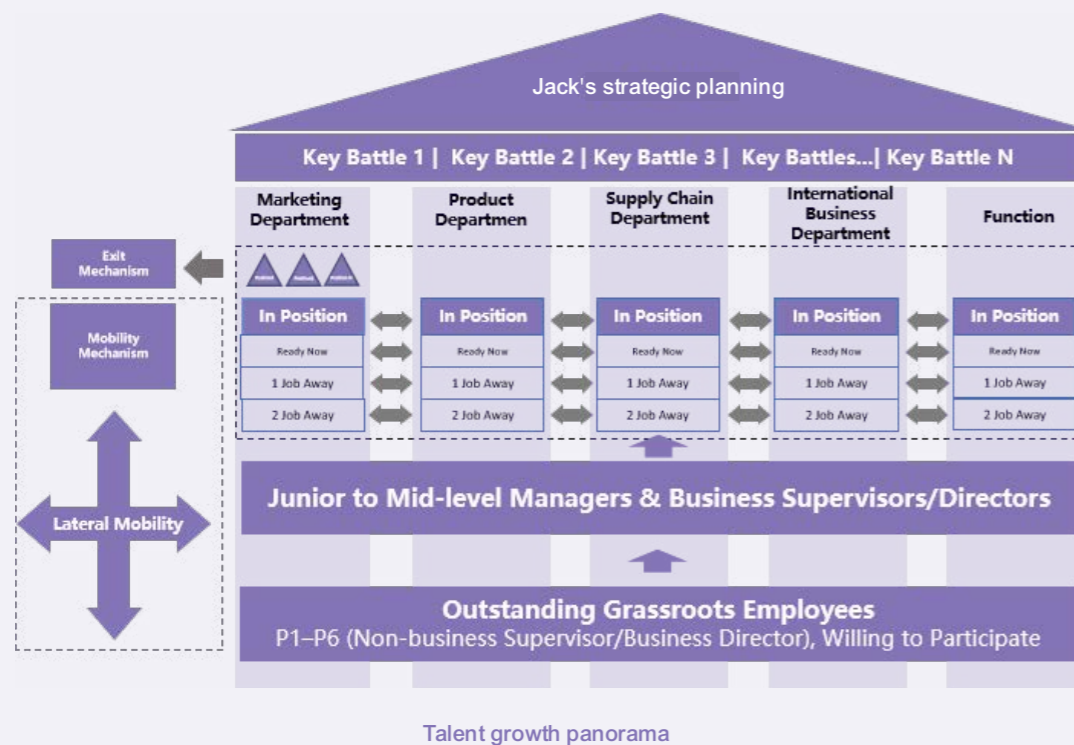 Jack's strategic planning
Key Battle 1 | Key Battle 2 | Key Battle 3 | Key Battles...| Key Battle N
Marketing
Department
Product
Departmen
Supply Chain
Department
International
Business
Department
Function
Exit
Mechanism
Mobility
Mechanism
In Position
In Position
In Position
In Position
In Position
Ready Now
Ready Now
Ready Now
Ready Now
Ready Now
1 Job Away
1 Job Away
1 Job Away
1 Job Away
1 Job Away
2 Job Away
2 Job Away
2 Job Away
2 Job Away
2 Job Away
Lateral Mobility
Junior to Mid-level Managers & Business Supervisors/Directors
Outstanding Grassroots Employees
P1–P6 (Non-business Supervisor/Business Director), Willing to Participate
Talent growth panorama